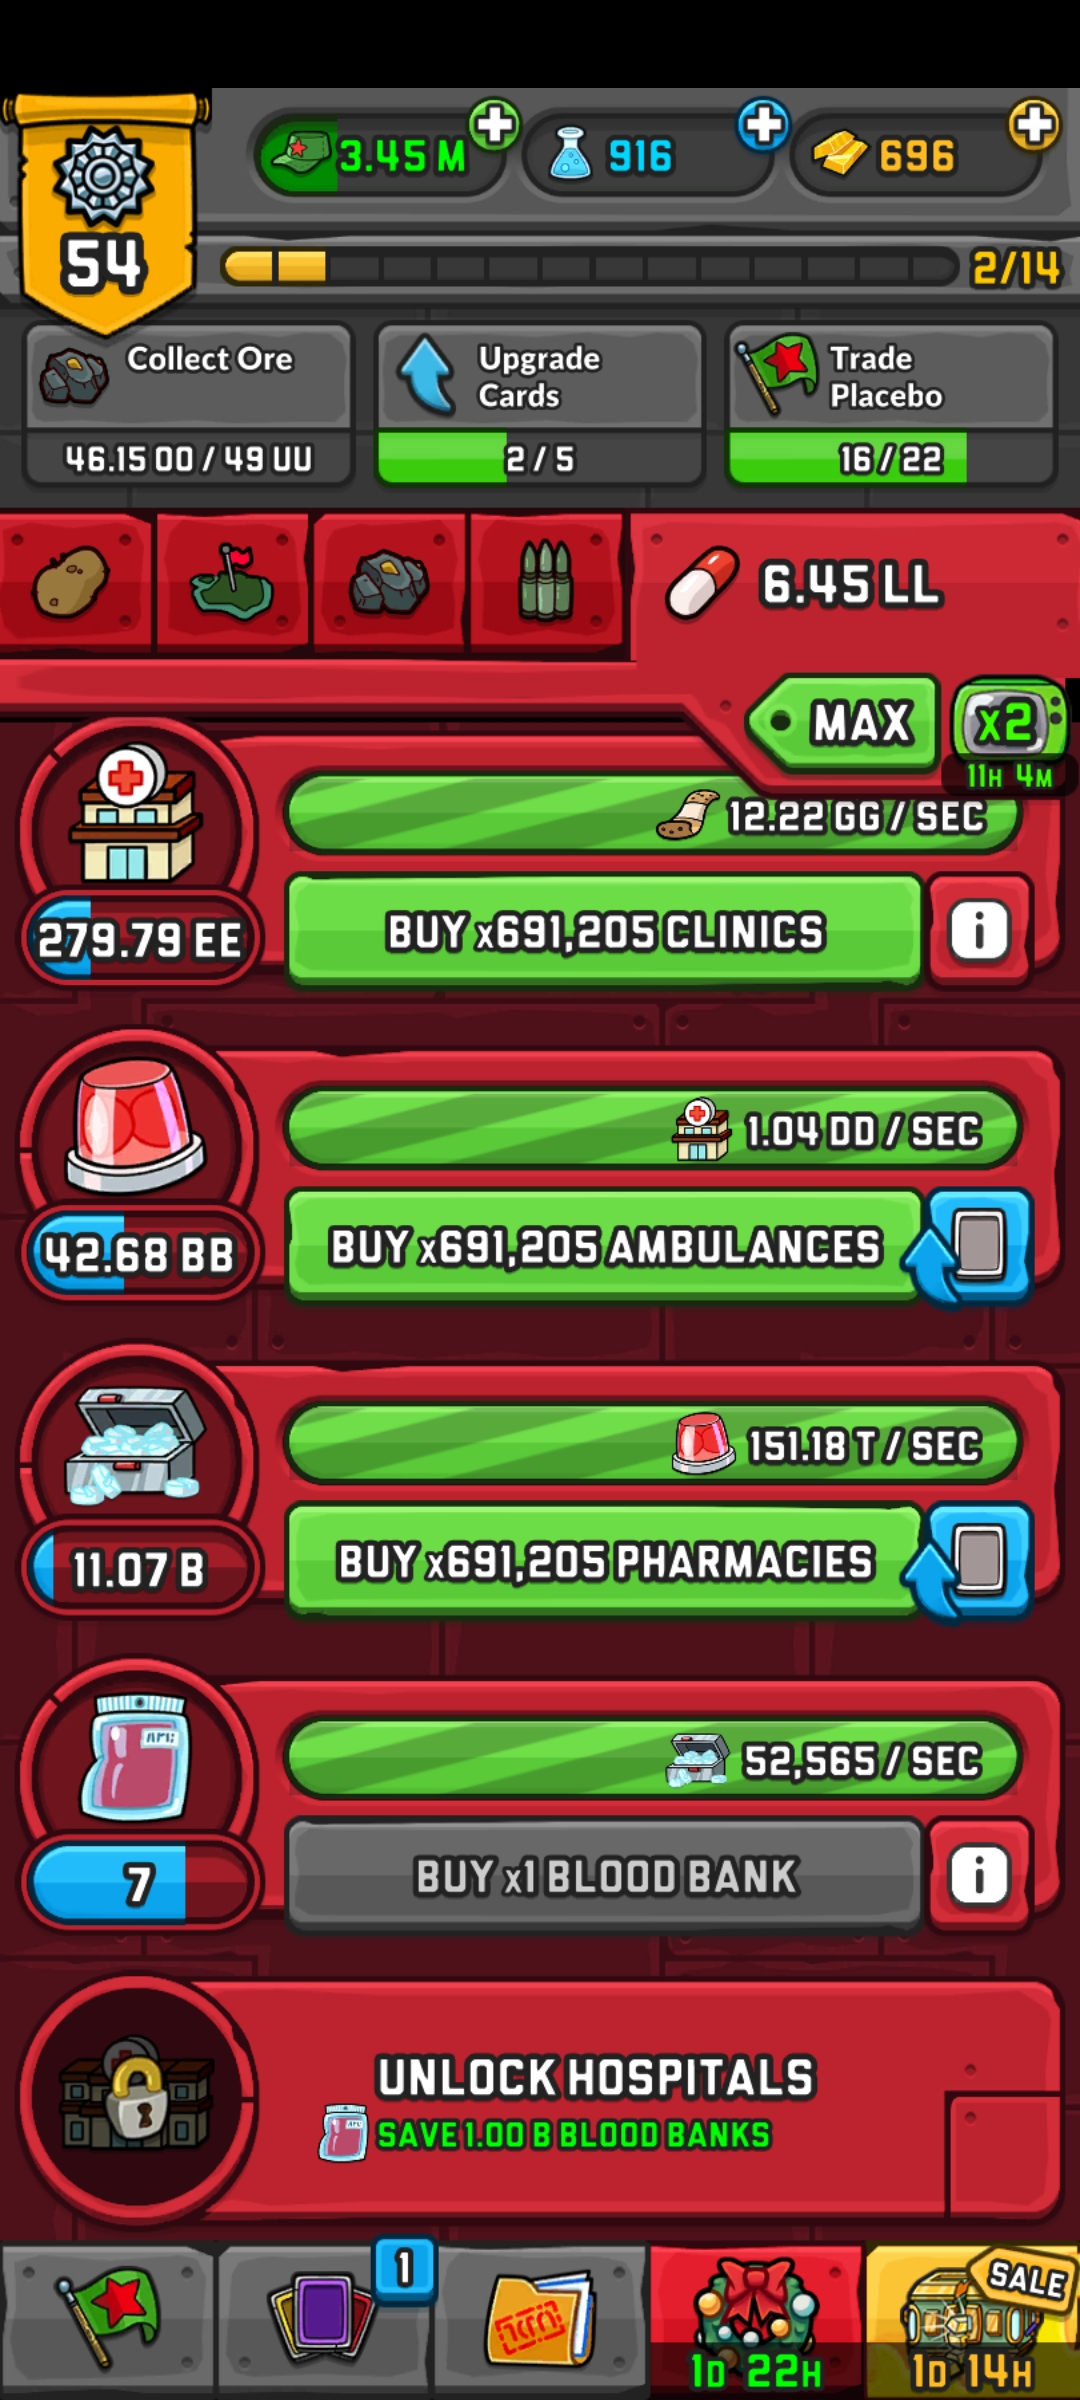 3.45 M
916
696
54
2/14
Collect Ore
46.15 OO / 49 UU
Upgrade
Cards
2 / 5
Trade
Placebo
16 / 22
6.45 LL
MAX
x2
11H 4M
12.22 GG / SEC
279.79 EE
BUY x691,205 CLINICS
i
1.04 DD / SEC
42.68 BB
BUY x691,205 AMBULANCES
151.18 T / SEC
11.07 B
BUY x691,205 PHARMACIES
52,565 / SEC
7
BUY x1 BLOOD BANK
i
UNLOCK HOSPITALS
SAVE 1.00 B BLOOD BANKS
1
SALE
1D 22H
1D 14H